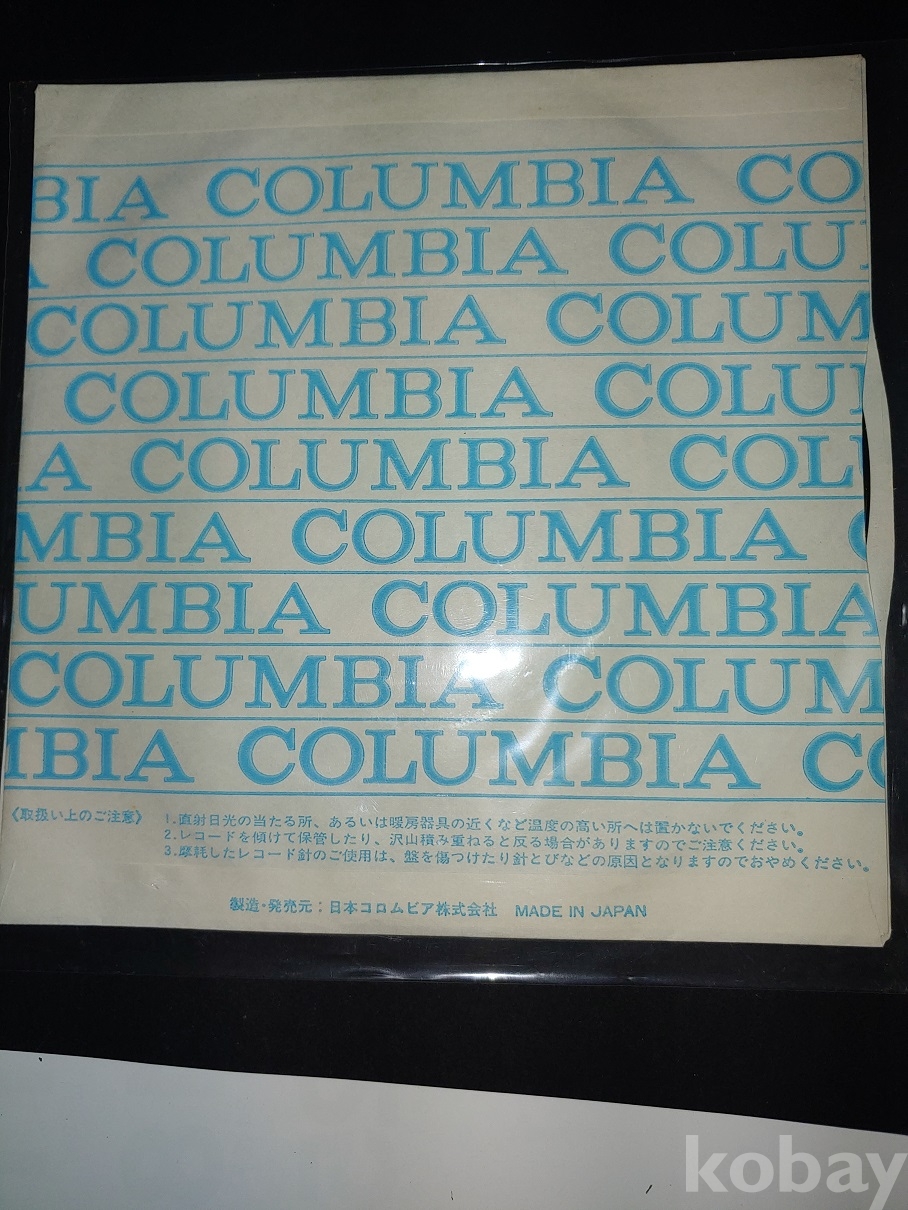 BIA COLUMBIA CO
A COLUMBIA COLU
COLUMBIA COLUM
COLUMBIA COLU
IA COLUMBIA COL
MBIA COLUMBIA C
UMBIA COLUMBIA
COLUMBIA COLUM
MBIA COLUMBIA CO
《取扱い上のご注意》 1.直射日光の当たる所、あるいは暖房器具の近くなど温度の高い所へは置かないでください。
2.レコードを傾けて保管したり、沢山積み重ねると反る場合がありますのでご注意ください。
3.摩耗したレコード針のご使用は、盤を傷つけたり針とびなどの原因となりますのでおやめください。
製造・発売元:日本コロムビア株式会社 MADE IN JAPAN
kobay